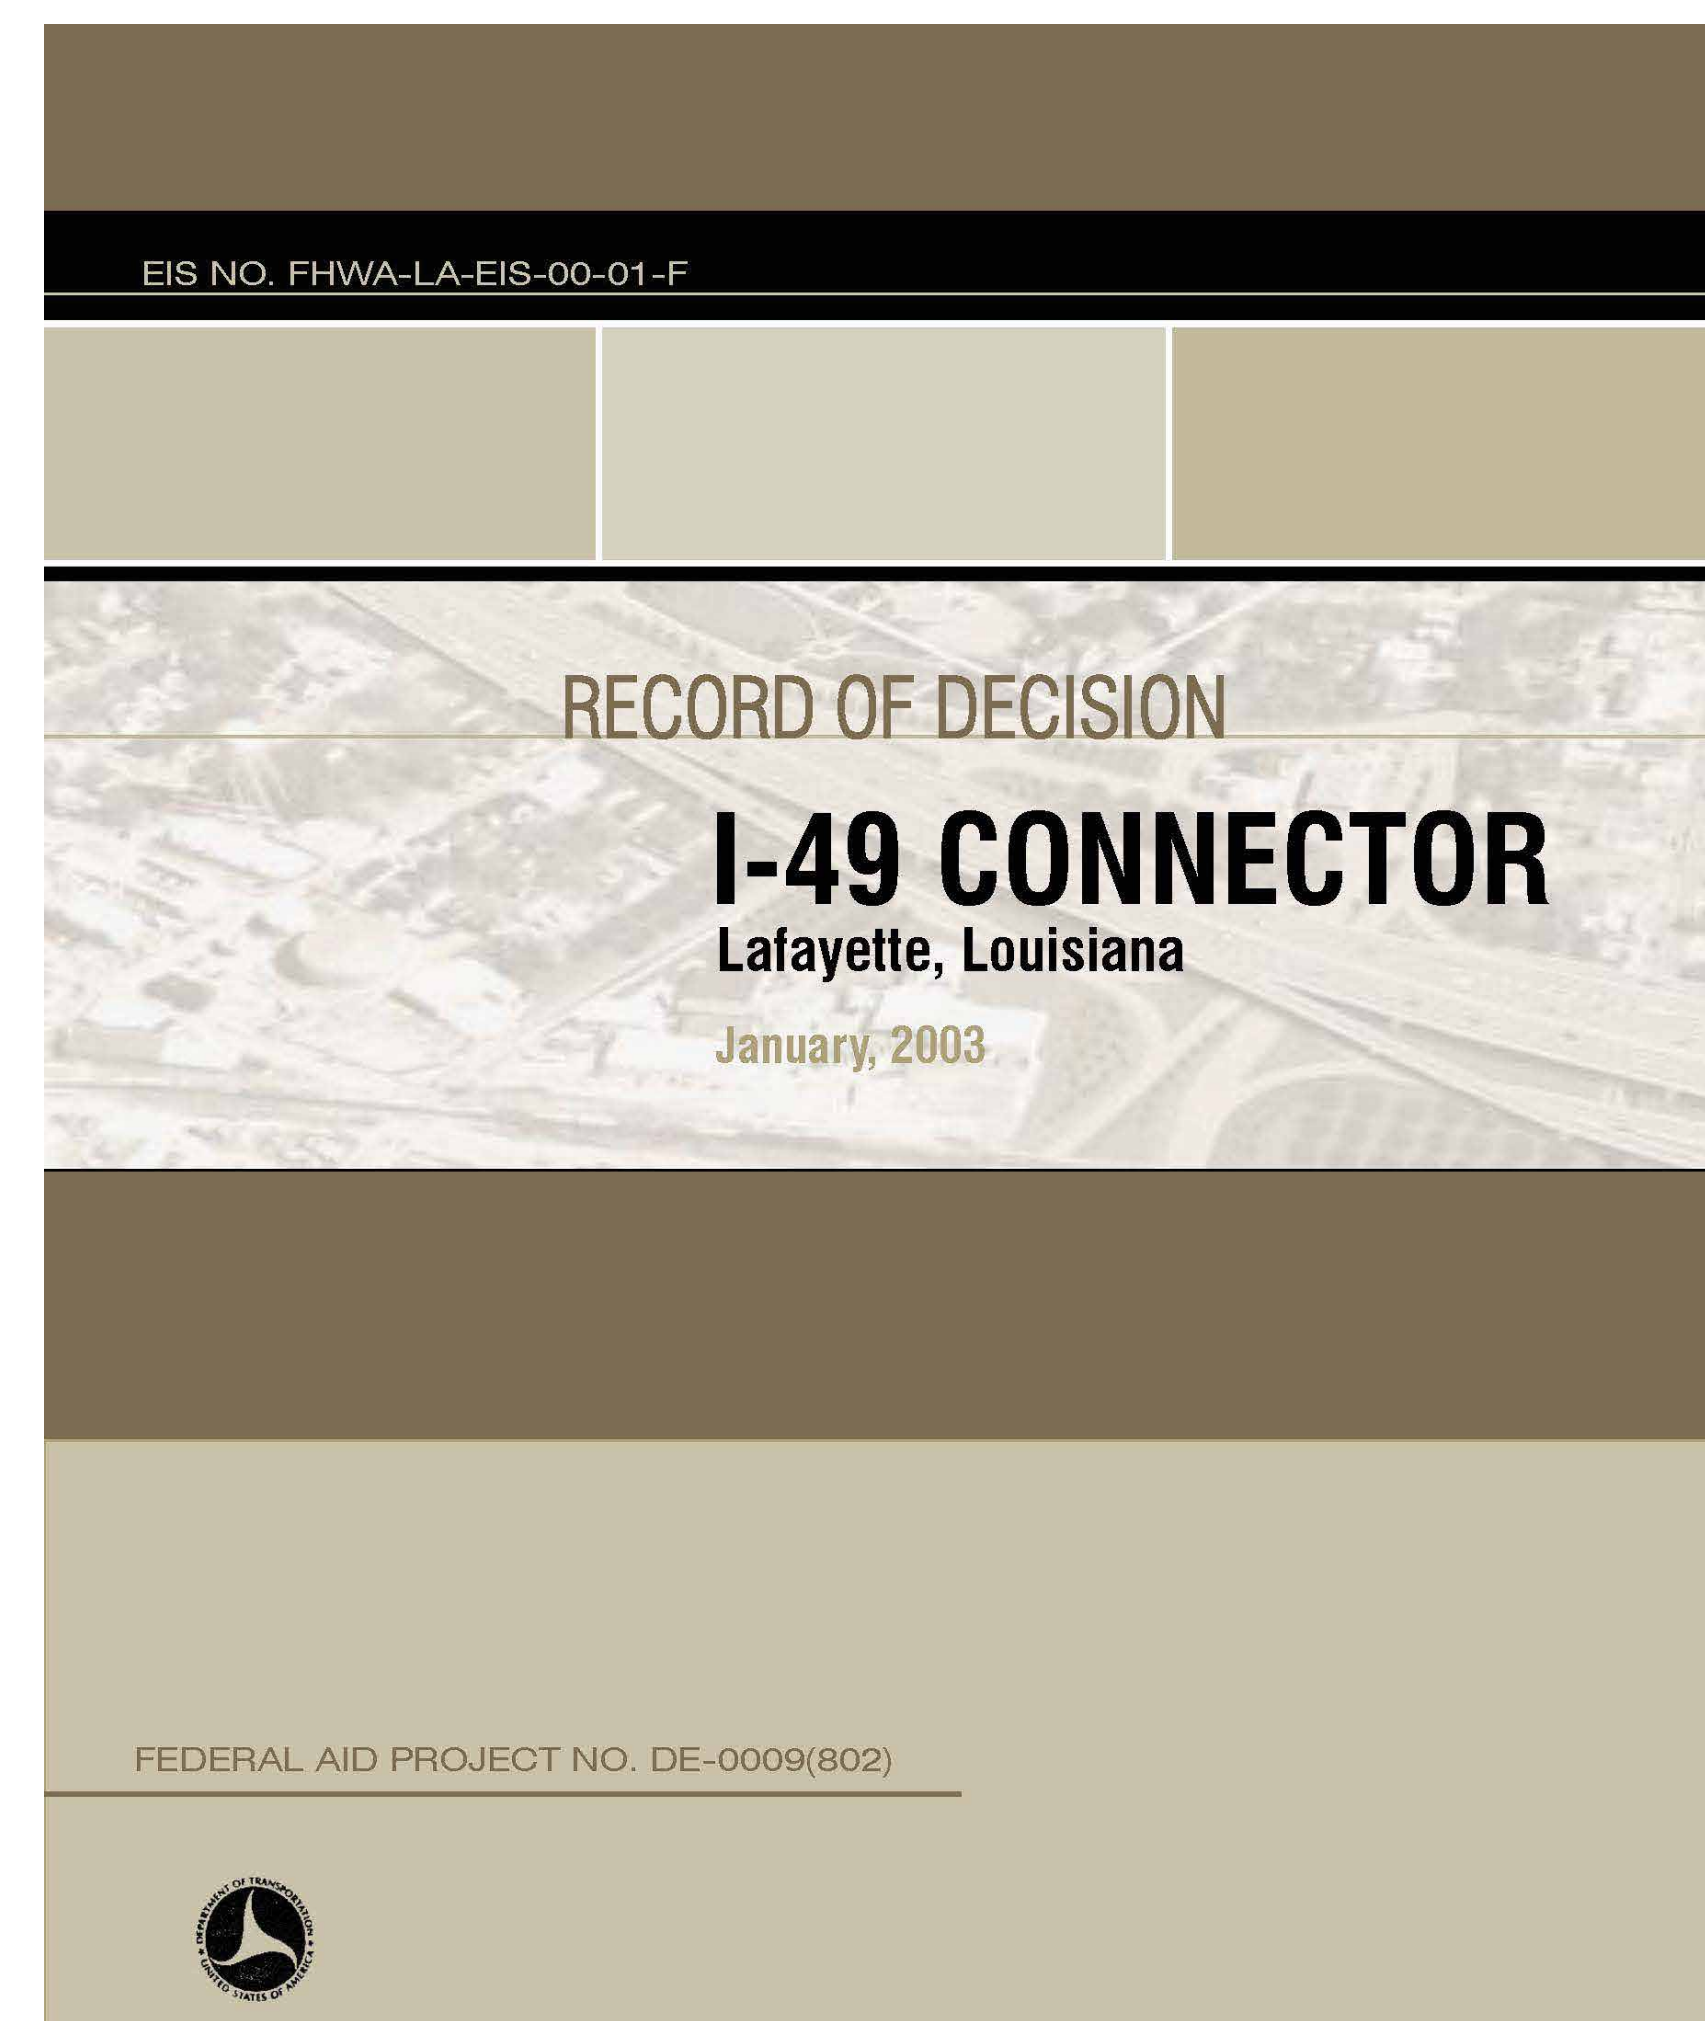 EIS NO. FHWA-LA-EIS-00-01-F
RECORD OF DECISION
I-49 CONNECTOR
Lafayette, Louisiana
January, 2003
FEDERAL AID PROJECT NO. DE-0009(802)
DEPARTMENT OF TRANSPORTATION
UNITED STATES OF AMERICA